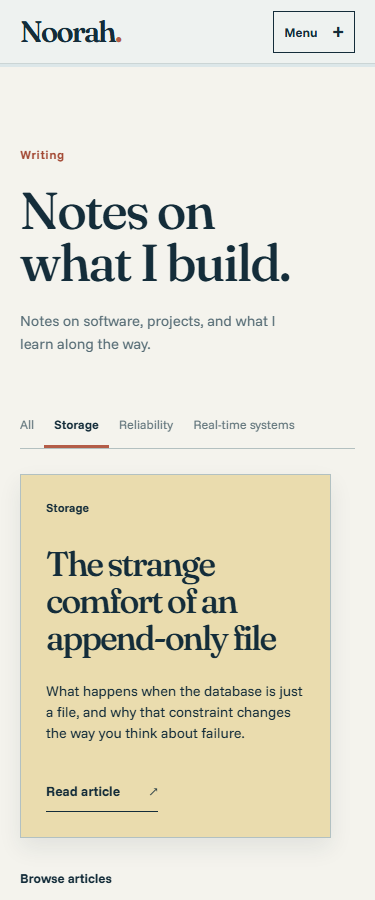 Noorah.
Menu +
Writing
Notes on
what I build.
Notes on software, projects, and what I
learn along the way.
All Storage Reliability Real-time systems
Storage
The strange
comfort of an
append-only file
What happens when the database is just
a file, and why that constraint changes
the way you think about failure.
Read article ↗
Browse articles